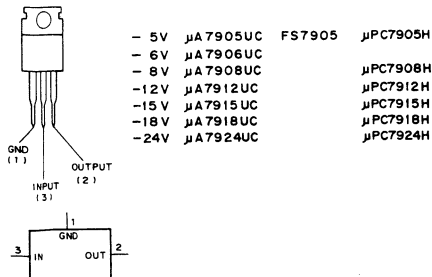 - 5V μA7905UC FS7905 μPC7905H
- 6V μA7906UC
- 8V μA7908UC μPC7908H
-12V μA7912UC μPC7912H
-15V μA7915UC μPC7915H
-18V μA7918UC μPC7918H
-24V μA7924UC μPC7924H
GND
(1)
OUTPUT
(2)
INPUT
(3)
1
GND
3 IN OUT 2